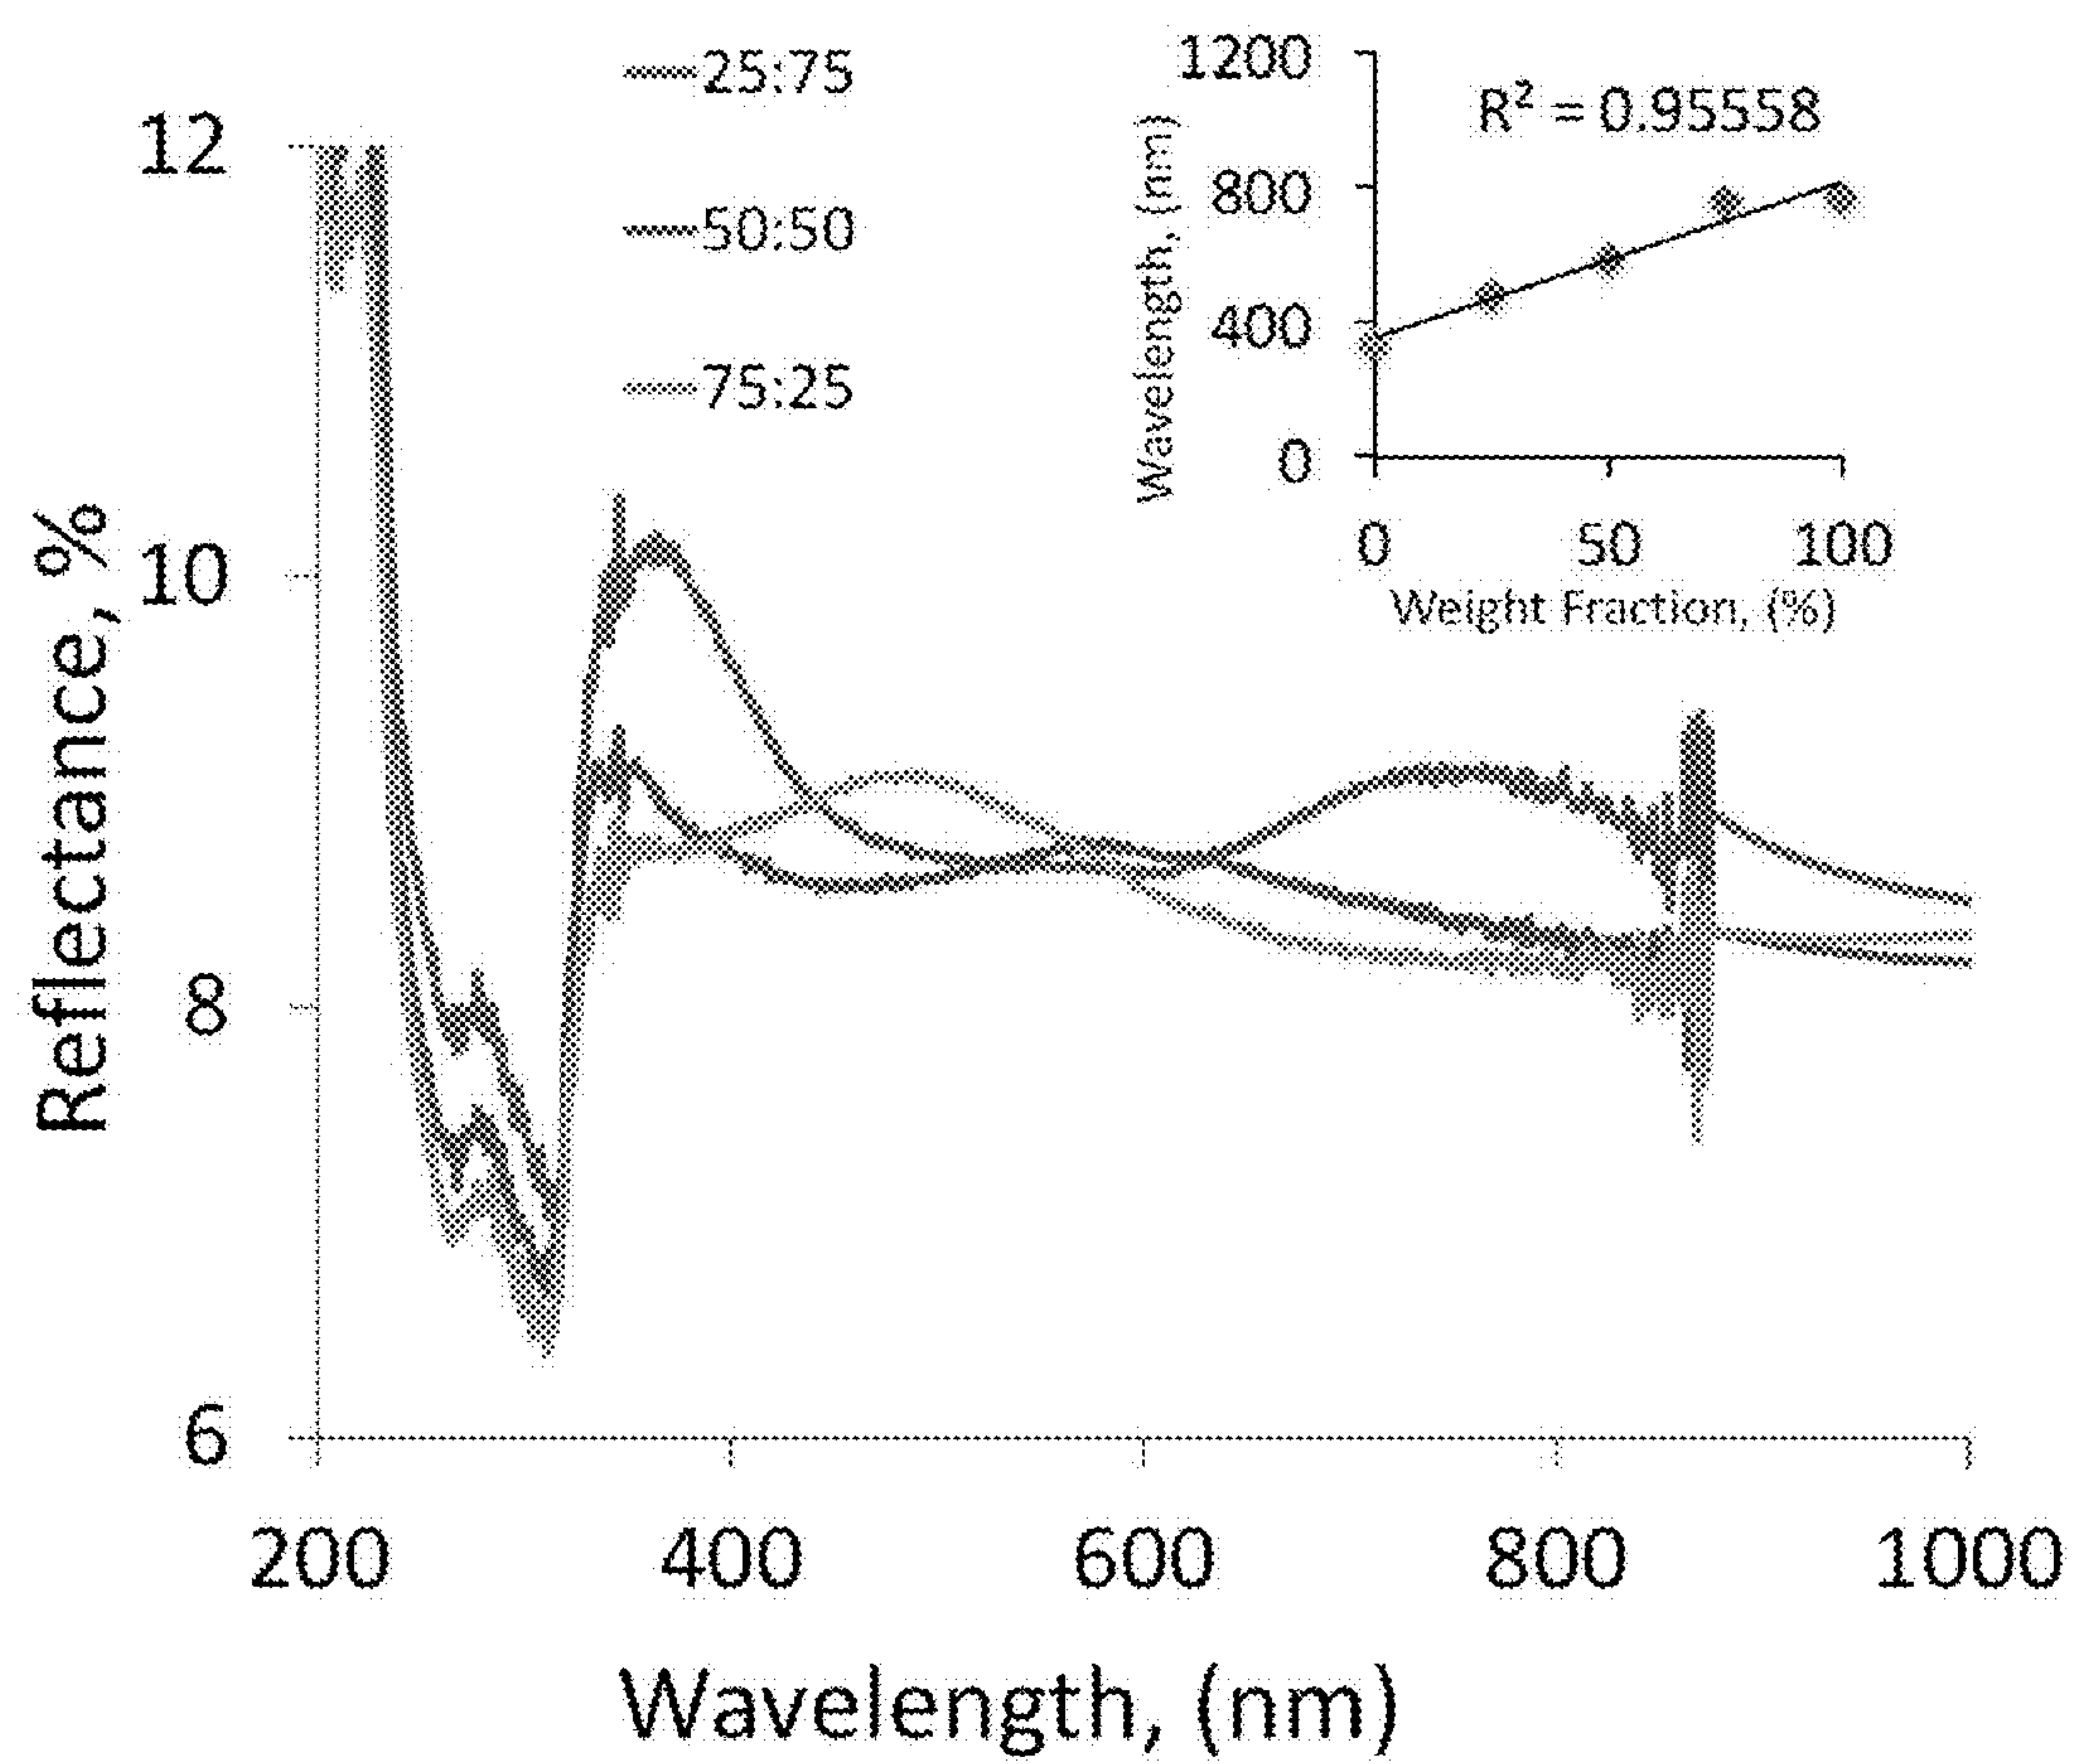 25:75
50:50
75:25
12
10
8
6
Reflectance, %
200 400 600 800 1000
Wavelength, (nm)
1200
800
400
0
Wavelength, (nm)
R² = 0.95558
0 50 100
Weight Fraction, (%)